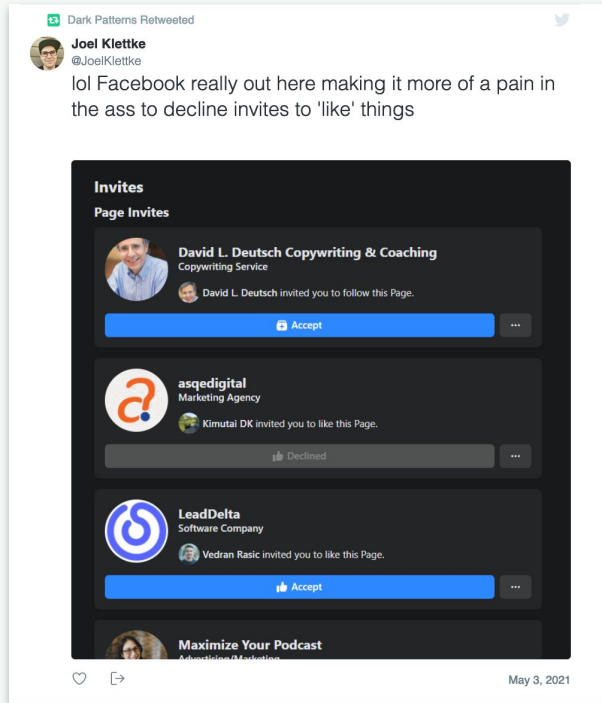 Dark Patterns Retweeted
Joel Klettke
@JoelKlettke
lol Facebook really out here making it more of a pain in
the ass to decline invites to 'like' things
Invites
Page Invites
David L. Deutsch Copywriting & Coaching
Copywriting Service
David L. Deutsch invited you to follow this Page.
Accept
asqedigital
Marketing Agency
Kimutai DK invited you to like this Page.
Declined
LeadDelta
Software Company
Vedran Rasic invited you to like this Page.
Accept
Maximize Your Podcast
Advertising/Marketing
May 3, 2021